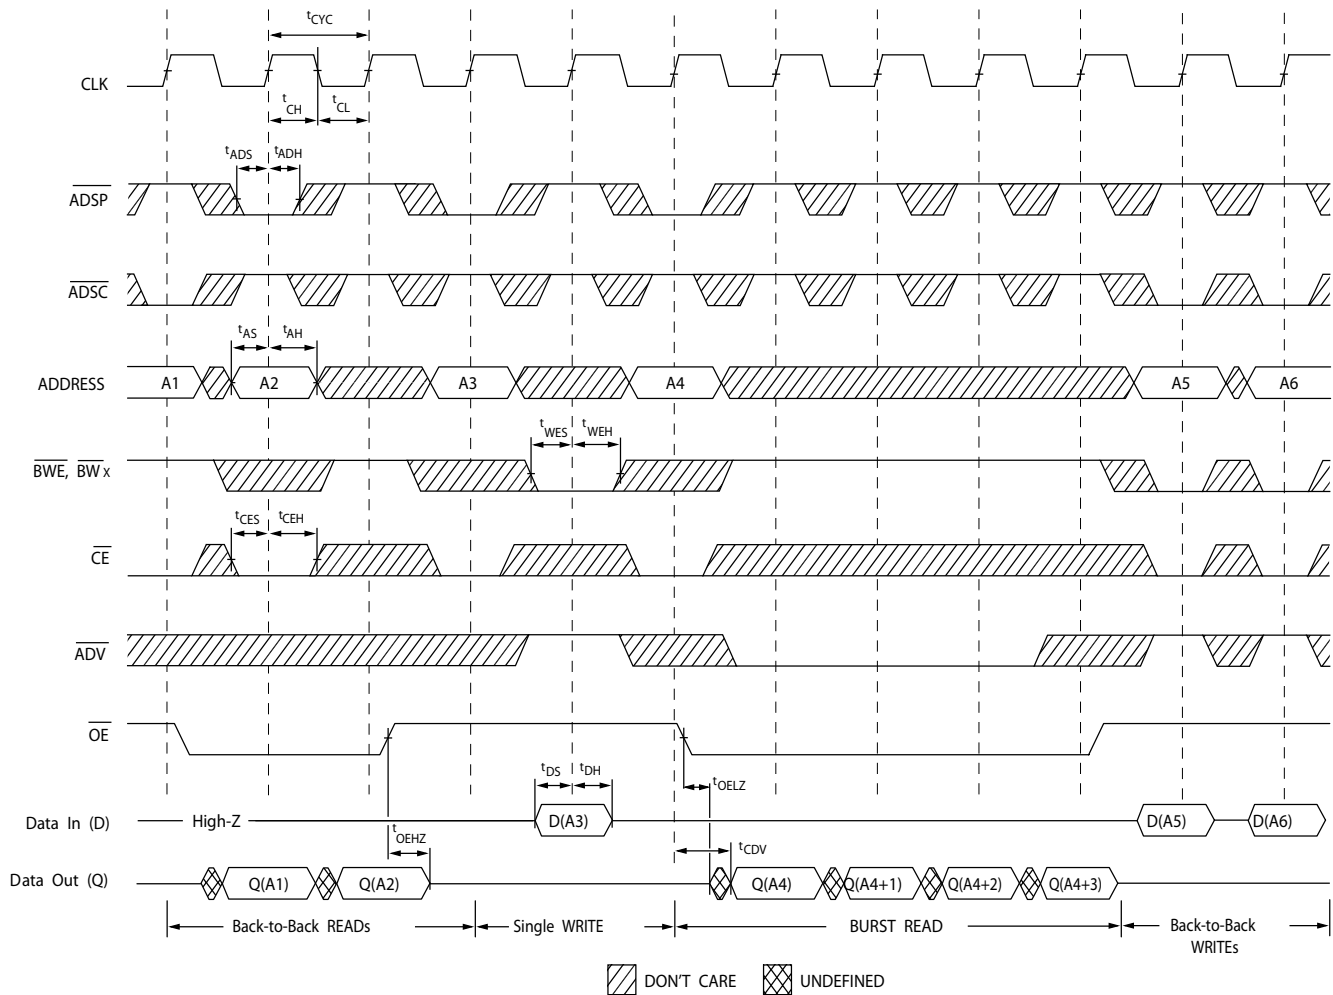 tCYC
CLK
tCH
tCL
tADS
tADH
ADSP
ADSC
tAS
tAH
ADDRESS
A1
A2
A3
A4
A5
A6
tWES
tWEH
BWE, BW x
tCES
tCEH
CE
ADV
OE
tDS
tDH
tOELZ
Data In (D)
High-Z
D(A3)
D(A5)
D(A6)
tOEHZ
tCDV
Data Out (Q)
Q(A1)
Q(A2)
Q(A4)
Q(A4+1)
Q(A4+2)
Q(A4+3)
Back-to-Back READs
Single WRITE
BURST READ
Back-to-Back
WRITEs
DON'T CARE
UNDEFINED